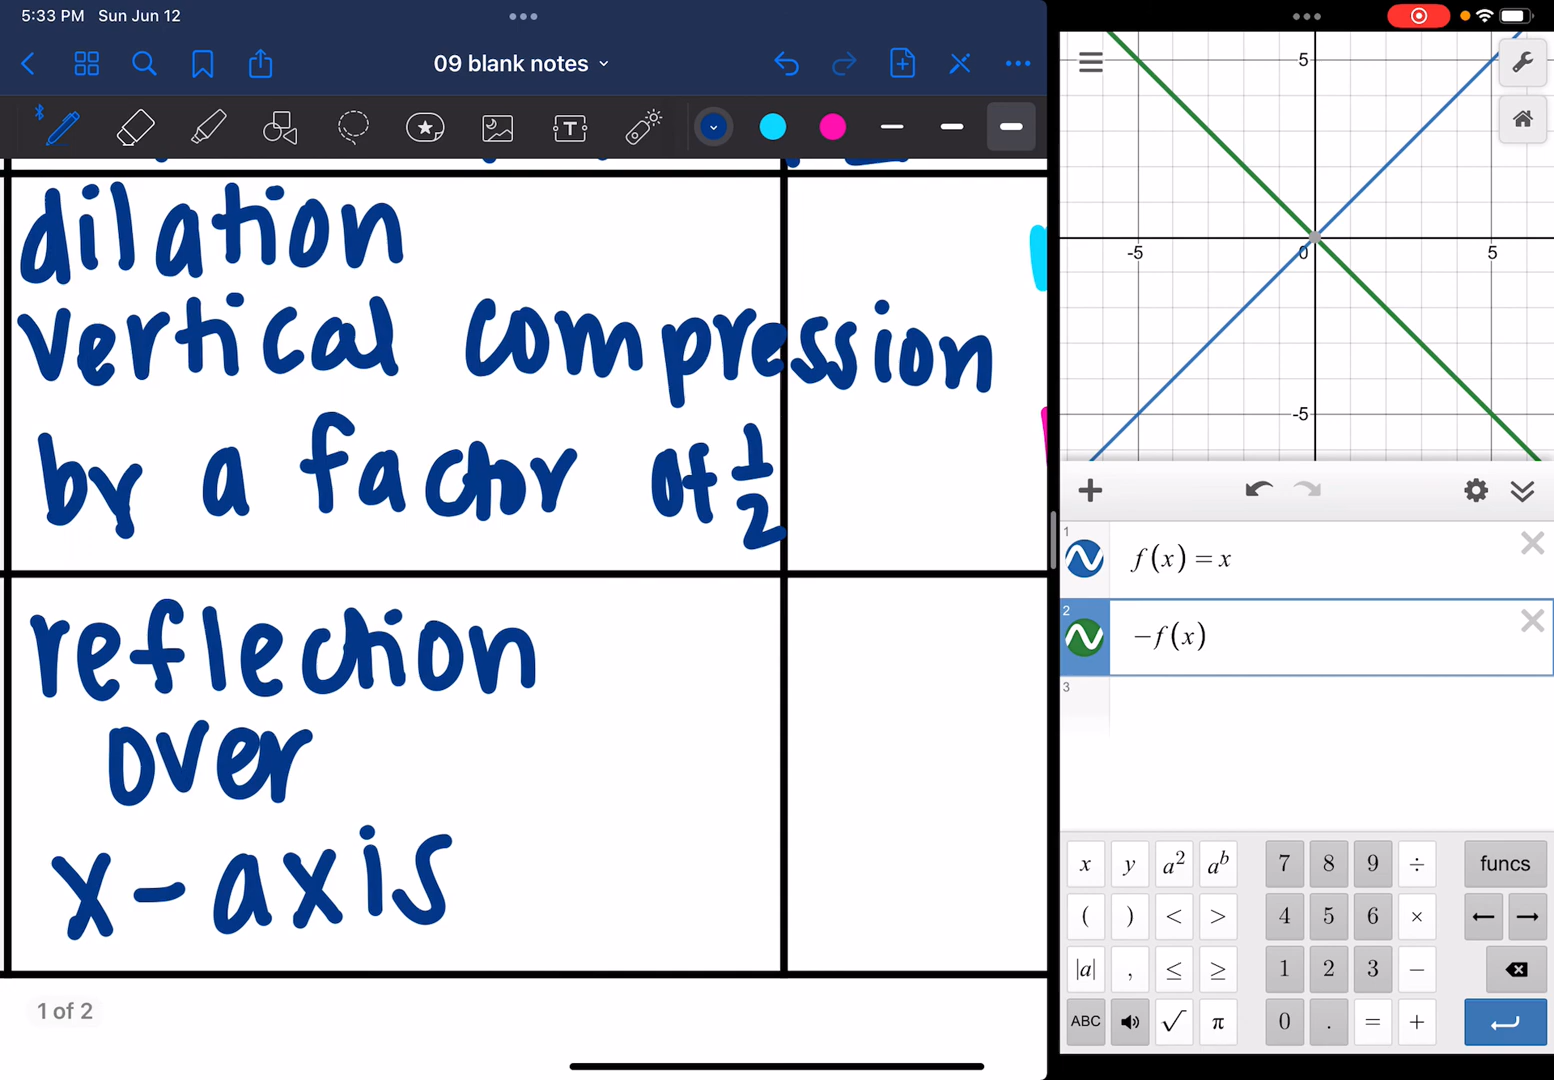 5:33 PM Sun Jun 12
09 blank notes
T
dilation
vertical compression
by a factor of 1/2
reflection
over
x-axis
1 of 2
5
-5
0
5
-5
1
f(x) = x
2
-f(x)
3
x y a² aᵇ 7 8 9 ÷ funcs
( ) < > 4 5 6 × ← →
|a| , ≤ ≥ 1 2 3 −
ABC √ π 0 . = +